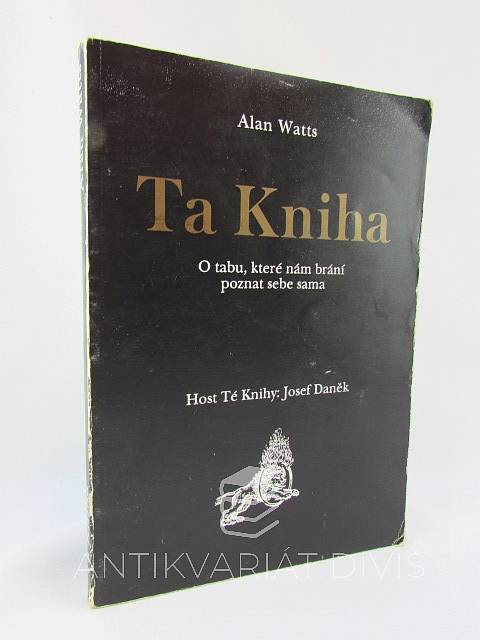 Alan Watts
Ta Kniha
O tabu, které nám brání
poznat sebe sama
Host Té Knihy: Josef Daněk
ANTIKVARIÁT DIVIŠ